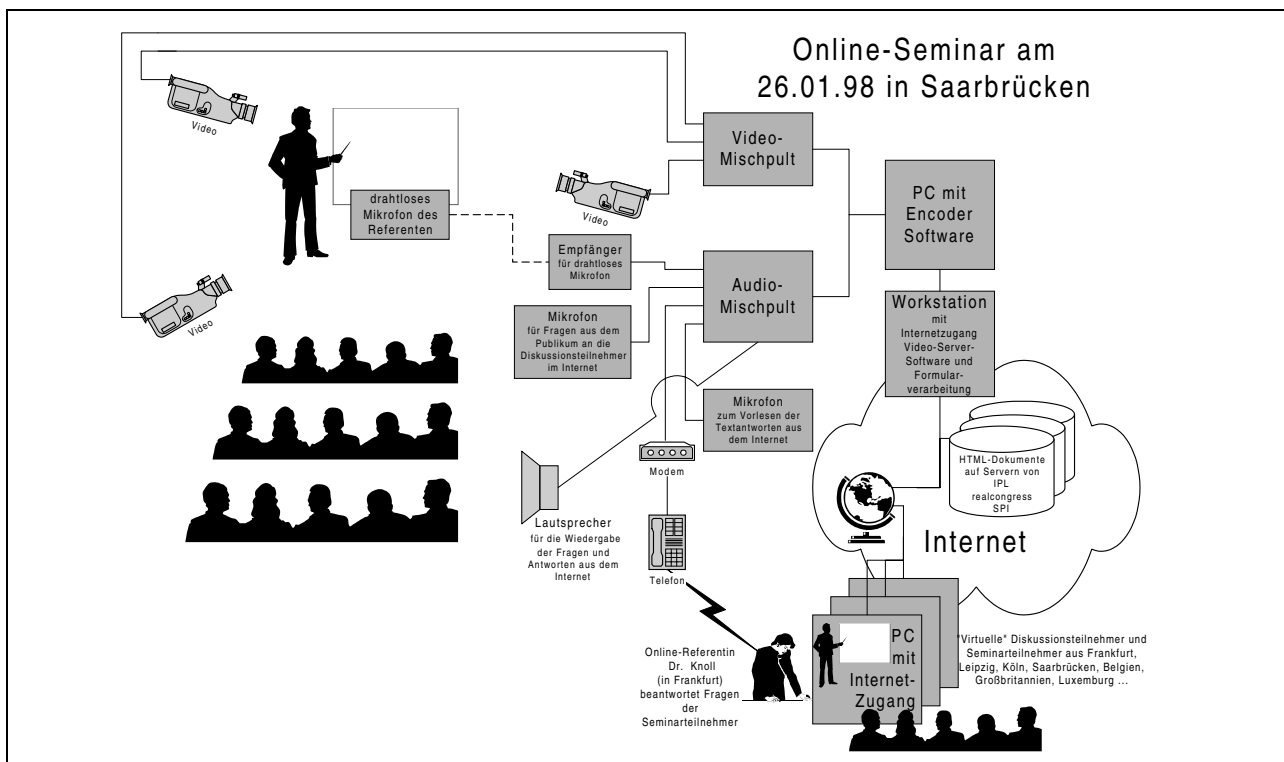 Online-Seminar am
26.01.98 in Saarbrücken
Video
Video-
Mischpult
drahtloses
Mikrofon des
Referenten
Video
PC mit
Encoder
Software
Empfänger
für drahtloses
Mikrofon
Audio-
Mischpult
Video
Mikrofon
für Fragen aus dem
Publikum an die
Diskussionsteilnehmer
im Internet
Workstation
mit
Internetzugang
Video-Server-
Software und
Formular-
verarbeitung
Mikrofon
zum Vorlesen der
Textantworten aus
dem Internet
Modem
HTML-Dokumente
auf Servern von
IPL
realcongress
SPI
Lautsprecher
für die Wiedergabe
der Fragen und
Antworten aus dem
Internet
Internet
Telefon
Online-Referentin
Dr. Knoll
(in Frankfurt)
beantwortet Fragen
der
Seminarteilnehmer
PC
mit
Internet-
Zugang
"Virtuelle" Diskussionsteilnehmer und
Seminarteilnehmer aus Frankfurt,
Leipzig, Köln, Saarbrücken, Belgien,
Großbritannien, Luxemburg ...